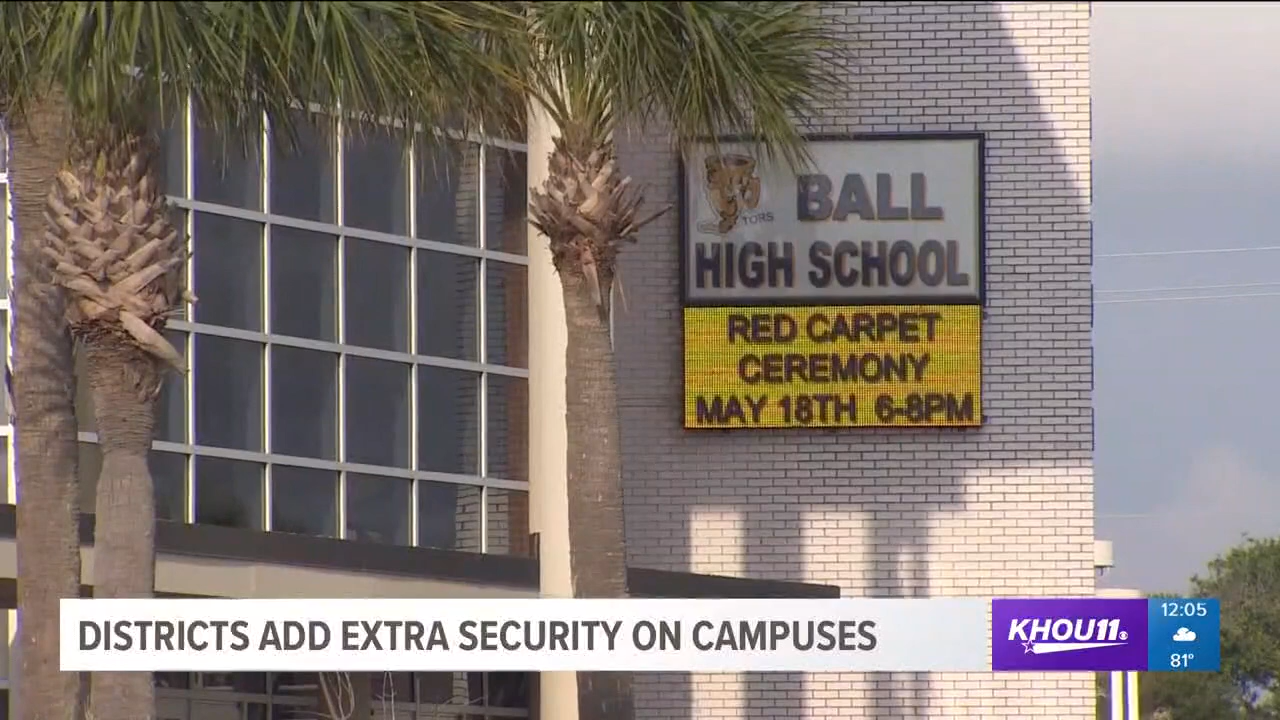 TORS
BALL
HIGH SCHOOL
RED CARPET
CEREMONY
MAY 18TH 6-8PM
DISTRICTS ADD EXTRA SECURITY ON CAMPUSES
KHOU11
12:05
81°